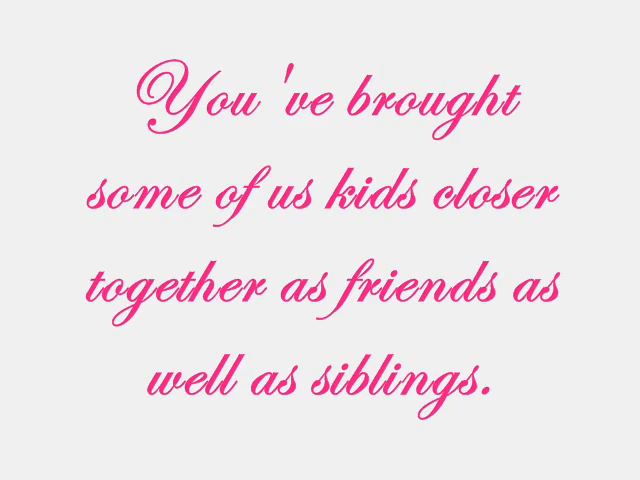 You 've brought
some of us kids closer
together as friends as
well as siblings.